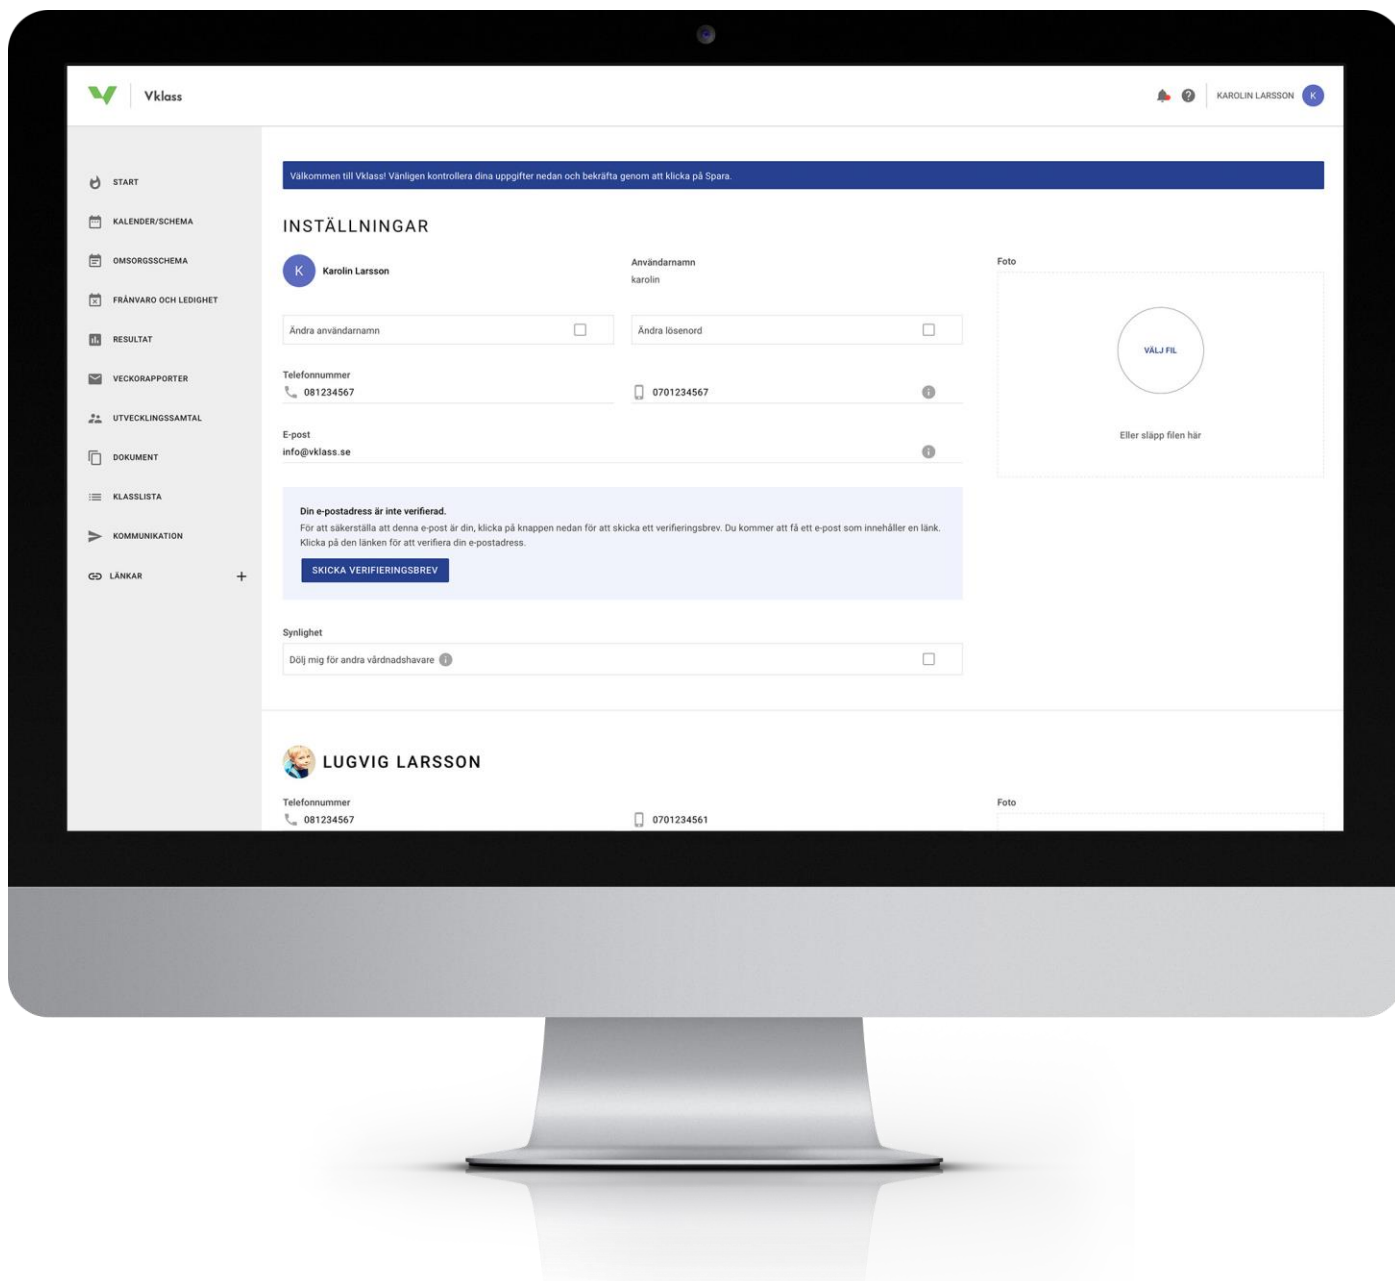 Vklass
KAROLIN LARSSON K
START
KALENDER/SCHEMA
OMSORGSSCHEMA
FRÅNVARO OCH LEDIGHET
RESULTAT
VECKORAPPORTER
UTVECKLINGSSAMTAL
DOKUMENT
KLASSLISTA
KOMMUNIKATION
LÄNKAR +
Välkommen till Vklass! Vänligen kontrollera dina uppgifter nedan och bekräfta genom att klicka på Spara.
INSTÄLLNINGAR
K Karolin Larsson
Användarnamn
karolin
Ändra användarnamn
Ändra lösenord
Telefonnummer
081234567
0701234567
E-post
info@vklass.se
Din e-postadress är inte verifierad.
För att säkerställa att denna e-post är din, klicka på knappen nedan för att skicka ett verifieringsbrev. Du kommer att få ett e-post som innehåller en länk.
Klicka på den länken för att verifiera din e-postadress.
SKICKA VERIFIERINGSBREV
Synlighet
Dölj mig för andra vårdnadshavare
Foto
VÄLJ FIL
Eller släpp filen här
LUGVIG LARSSON
Telefonnummer
081234567
0701234561
Foto